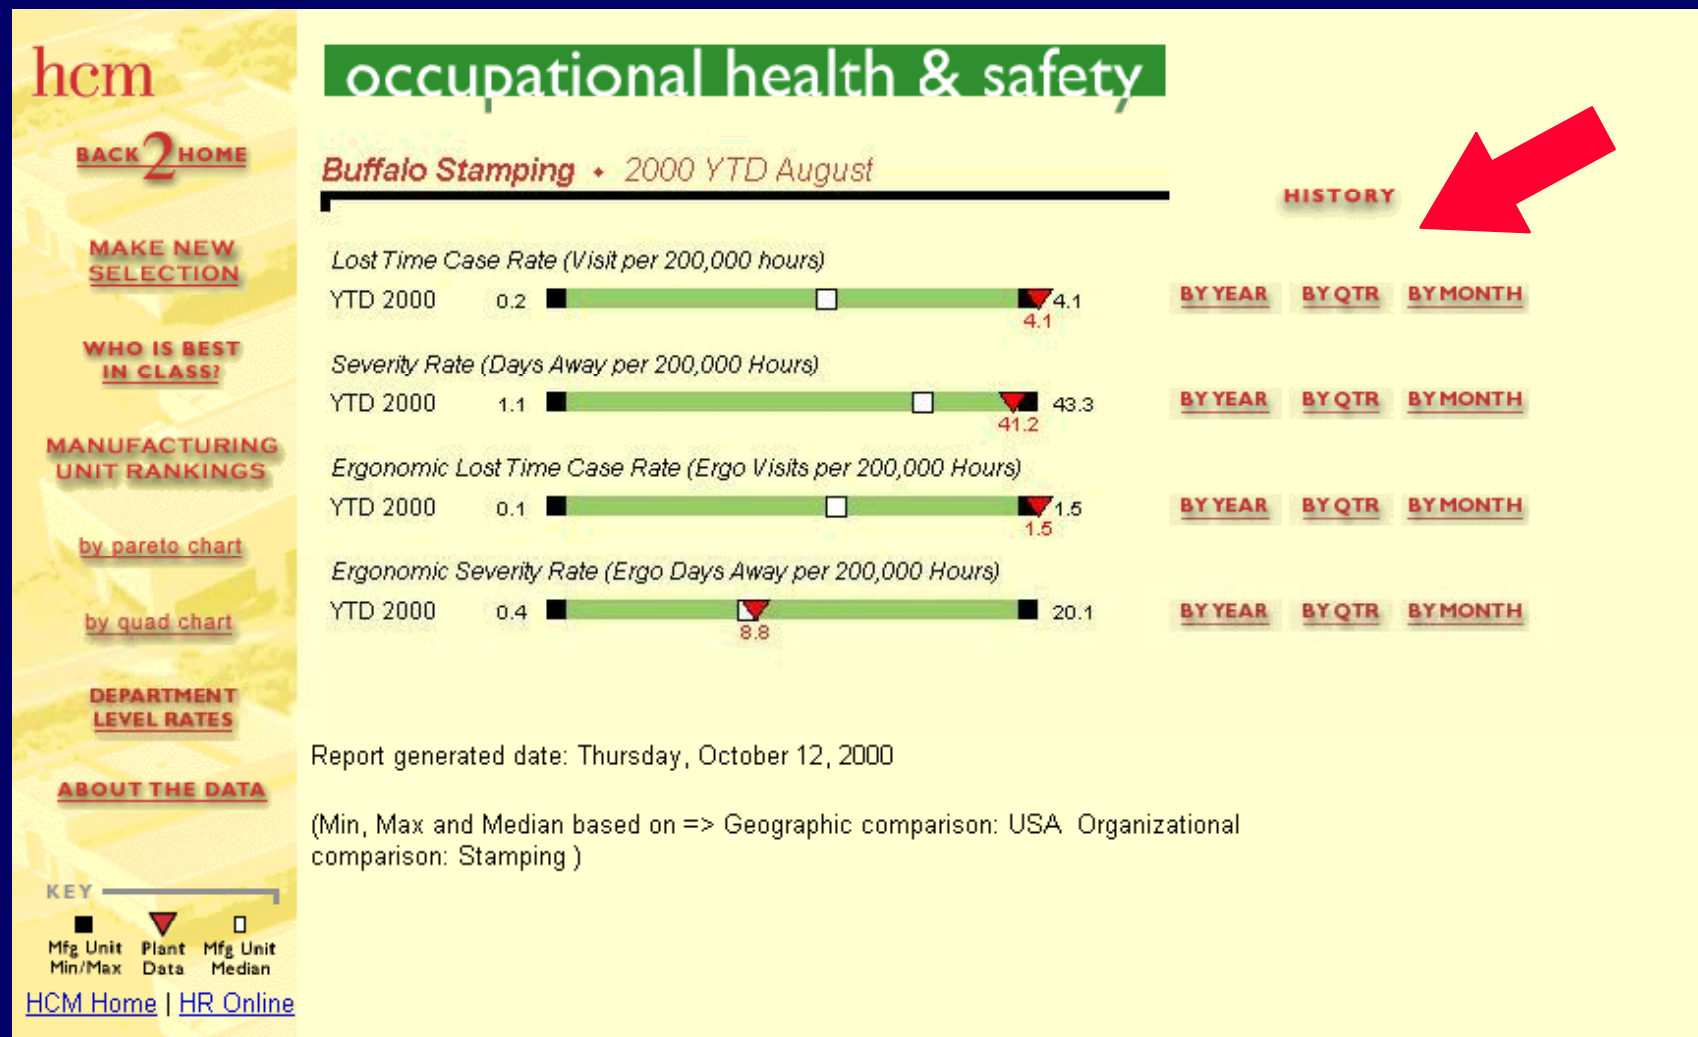 hcm
BACK 2 HOME
MAKE NEW
SELECTION
WHO IS BEST
IN CLASS?
MANUFACTURING
UNIT RANKINGS
by pareto chart
by quad chart
DEPARTMENT
LEVEL RATES
ABOUT THE DATA
KEY
Mfg Unit Min/Max
Plant Data
Mfg Unit Median
HCM Home | HR Online
occupational health & safety
Buffalo Stamping • 2000 YTD August
HISTORY
Lost Time Case Rate (Visit per 200,000 hours)
YTD 2000 0.2 4.1 BY YEAR BY QTR BY MONTH
4.1
Severity Rate (Days Away per 200,000 Hours)
YTD 2000 1.1 43.3 BY YEAR BY QTR BY MONTH
41.2
Ergonomic Lost Time Case Rate (Ergo Visits per 200,000 Hours)
YTD 2000 0.1 1.5 BY YEAR BY QTR BY MONTH
1.5
Ergonomic Severity Rate (Ergo Days Away per 200,000 Hours)
YTD 2000 0.4 20.1 BY YEAR BY QTR BY MONTH
8.8
Report generated date: Thursday, October 12, 2000
(Min, Max and Median based on => Geographic comparison: USA Organizational
comparison: Stamping )